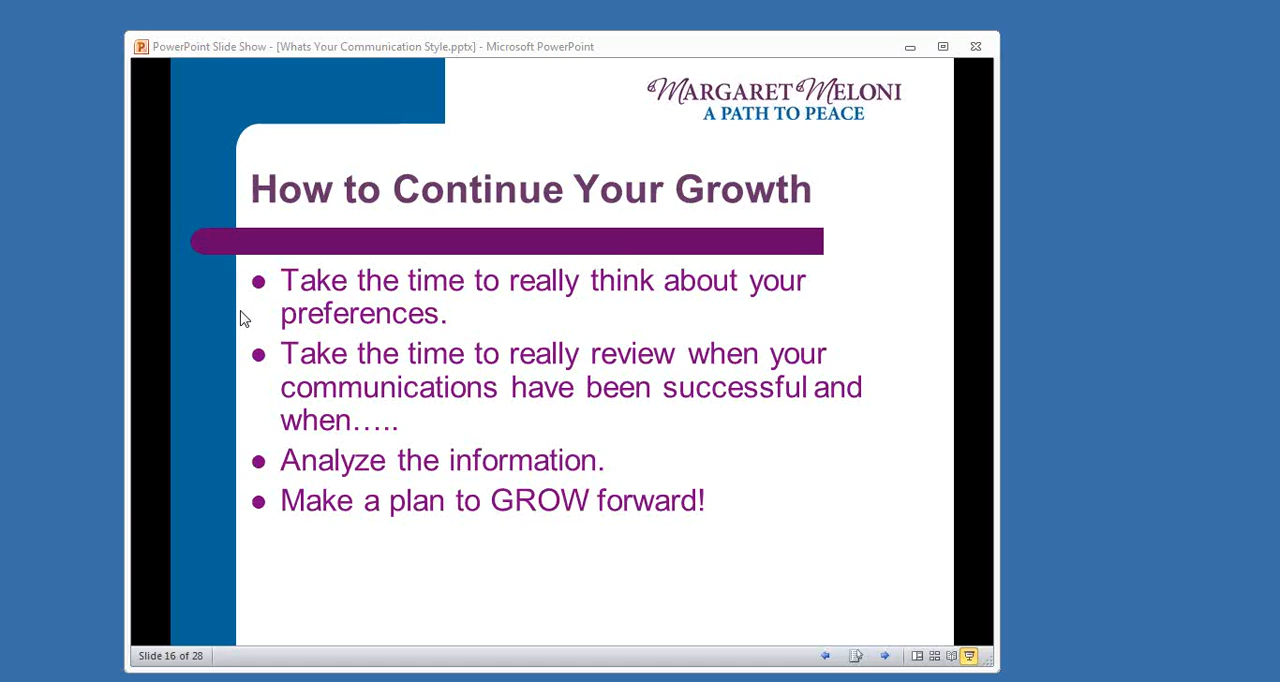 PowerPoint Slide Show - [Whats Your Communication Style.pptx] - Microsoft PowerPoint
MARGARET MELONI
A PATH TO PEACE
How to Continue Your Growth
Take the time to really think about your
preferences.
Take the time to really review when your
communications have been successful and
when…..
Analyze the information.
Make a plan to GROW forward!
Slide 16 of 28